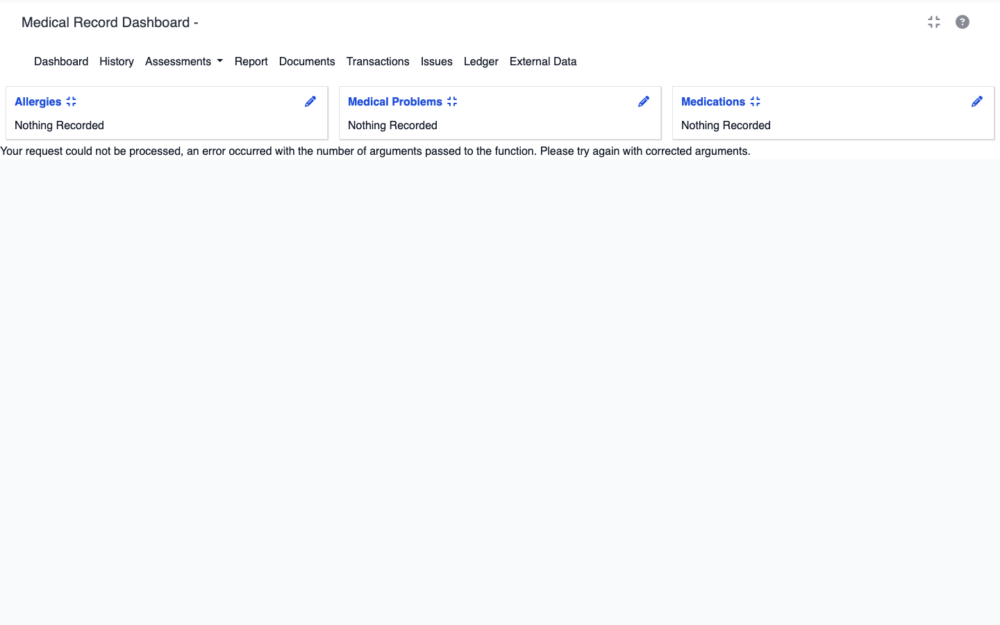 Medical Record Dashboard -
?
Dashboard History Assessments Report Documents Transactions Issues Ledger External Data
Allergies
Nothing Recorded
Medical Problems
Nothing Recorded
Medications
Nothing Recorded
Your request could not be processed, an error occurred with the number of arguments passed to the function. Please try again with corrected arguments.